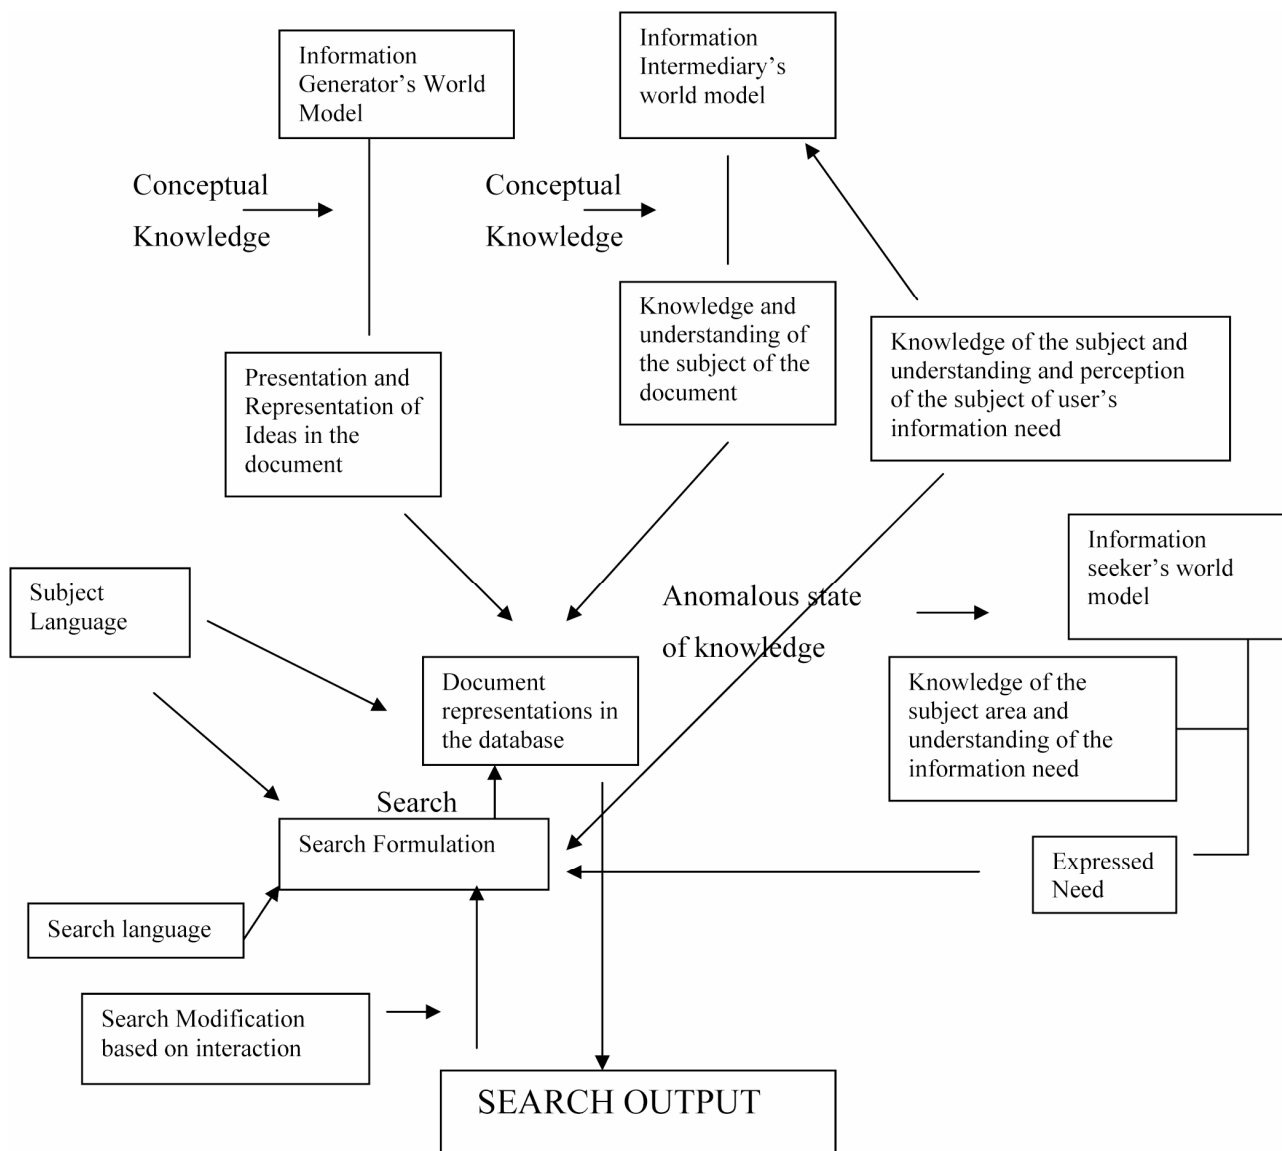 Information
Generator’s World
Model
Information
Intermediary’s
world model
Conceptual
Knowledge
Conceptual
Knowledge
Knowledge and
understanding of
the subject of the
document
Knowledge of the subject and
understanding and perception
of the subject of user’s
information need
Presentation and
Representation of
Ideas in the
document
Information
seeker’s world
model
Subject
Language
Anomalous state
of knowledge
Document
representations in
the database
Knowledge of the
subject area and
understanding of the
information need
Search
Search Formulation
Expressed
Need
Search language
Search Modification
based on interaction
SEARCH OUTPUT